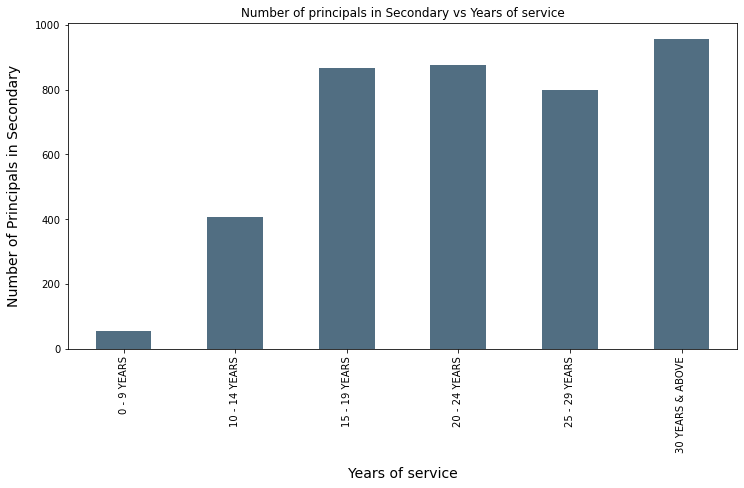 Number of principals in Secondary vs Years of service
Number of Principals in Secondary
1000
800
600
400
200
0
0 - 9 YEARS
10 - 14 YEARS
15 - 19 YEARS
20 - 24 YEARS
25 - 29 YEARS
30 YEARS & ABOVE
Years of service